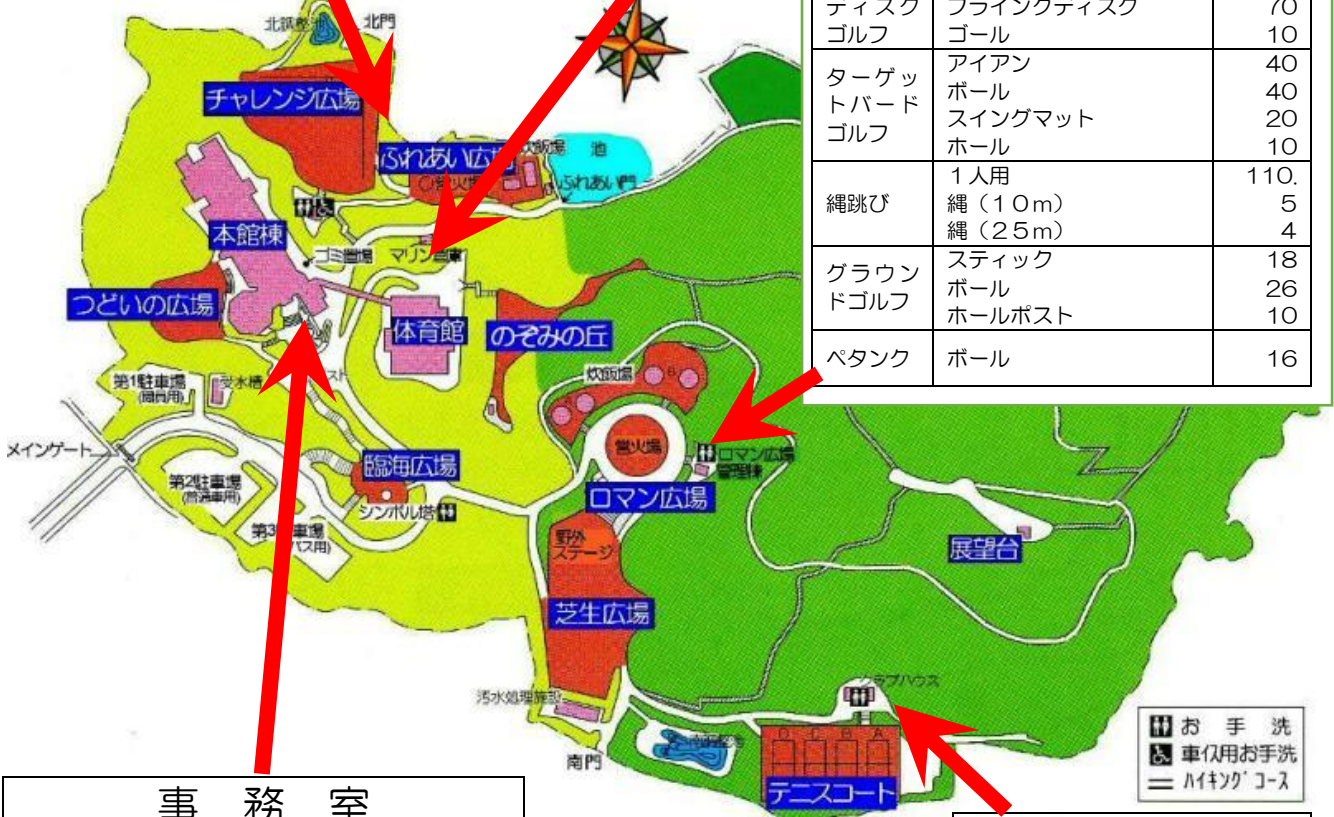 ディスク フライングディスク 70
ゴルフ ゴール 10
ターゲットバードゴルフ アイアン 40
ボール 40
スイングマット 20
ホール 10
縄跳び 1人用 110.
縄（10m） 5
縄（25m） 4
グラウンドゴルフ スティック 18
ボール 26
ホールポスト 10
ペタンク ボール 16
北門
チャレンジ広場
ふれあい広場
炊飯場
池
ふれあい門
本館棟
ゴミ置場
マリン倉庫
つどいの広場
体育館
のぞみの丘
第1駐車場
受水槽
炊飯場
メインゲート
第2駐車場
(普通車用)
臨海広場
シンボル塔
営火場
ロマン広場
管理棟
ロマン広場
野外
ステージ
展望台
芝生広場
汚水処理施設
クラブハウス
南門
D C B A
テニスコート
お手洗
車イス用お手洗
ハイキングコース
事務室